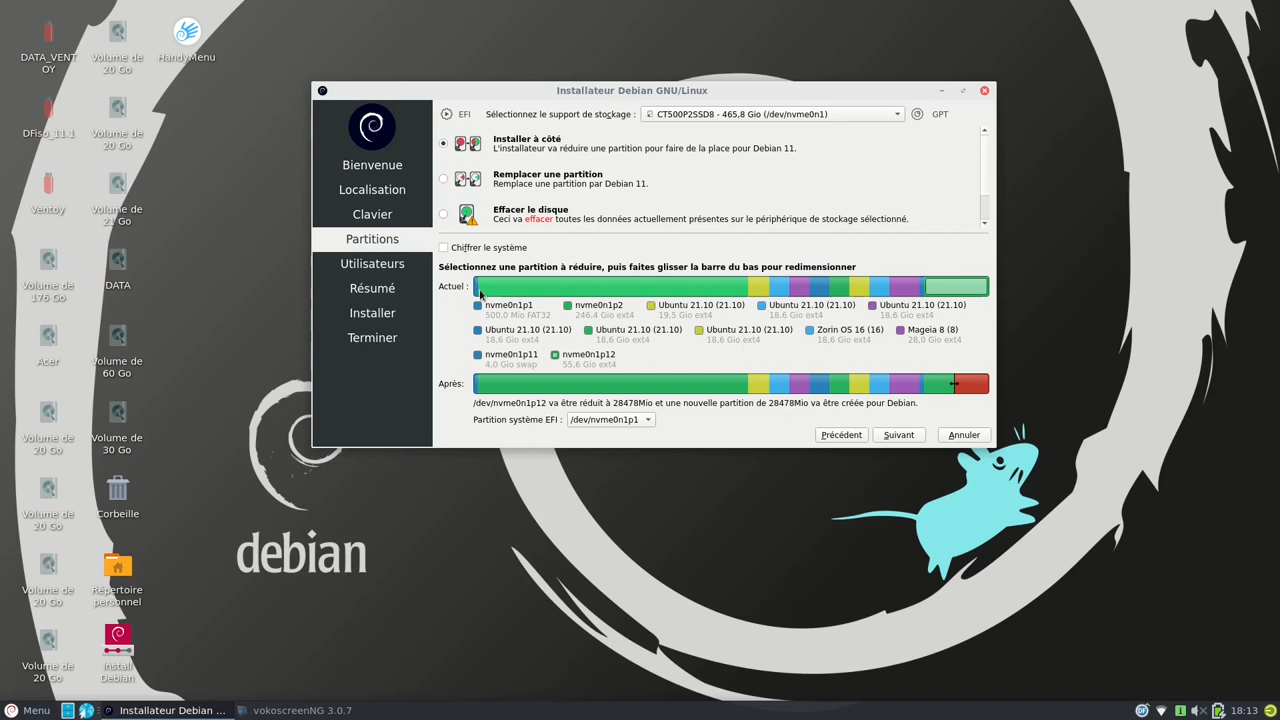 DATA_VENT
OY
Volume de
20 Go
HandyMenu
DFiso_11.1
Volume de
20 Go
Ventoy
Volume de
21 Go
Volume de
176 Gio
DATA
Acer
Volume de
60 Go
Volume de
20 Go
Volume de
30 Go
Volume de
20 Go
Corbeille
Volume de
20 Go
Répertoire
personnel
Volume de
20 Go
Install
Debian
debian
Installateur Debian GNU/Linux
Bienvenue
Localisation
Clavier
Partitions
Utilisateurs
Résumé
Installer
Terminer
EFI
Sélectionnez le support de stockage :
CT500P2SSD8 - 465,8 Gio (/dev/nvme0n1)
GPT
Installer à côté
L'installateur va réduire une partition pour faire de la place pour Debian 11.
Remplacer une partition
Remplace une partition par Debian 11.
Effacer le disque
Ceci va effacer toutes les données actuellement présentes sur le périphérique de stockage sélectionné.
Chiffrer le système
Sélectionnez une partition à réduire, puis faites glisser la barre du bas pour redimensionner
Actuel :
nvme0n1p1 nvme0n1p2 Ubuntu 21.10 (21.10) Ubuntu 21.10 (21.10) Ubuntu 21.10 (21.10)
500.0 Mio FAT32 246,4 Gio ext4 19,5 Gio ext4 18,6 Gio ext4 18,6 Gio ext4
Ubuntu 21.10 (21.10) Ubuntu 21.10 (21.10) Ubuntu 21.10 (21.10) Zorin OS 16 (16) Mageia 8 (8)
18,6 Gio ext4 18,6 Gio ext4 18,6 Gio ext4 18,6 Gio ext4 28,0 Gio ext4
nvme0n1p11 nvme0n1p12
4,0 Gio swap 55,6 Gio ext4
Après:
/dev/nvme0n1p12 va être réduit à 28478Mio et une nouvelle partition de 28478Mio va être créée pour Debian.
Partition système EFI : /dev/nvme0n1p1
Précédent Suivant Annuler
Menu
Installateur Debian ...
vokoscreenNG 3.0.7
18:13